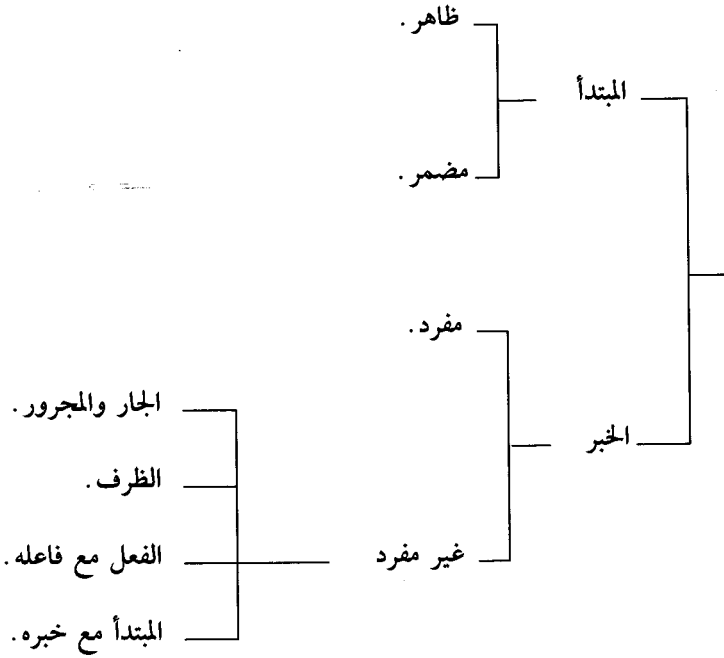 ظاهر.
المبتدأ
مضمر.
مفرد.
الخبر
غير مفرد
الجار والمجرور.
الظرف.
الفعل مع فاعله.
المبتدأ مع خبره.